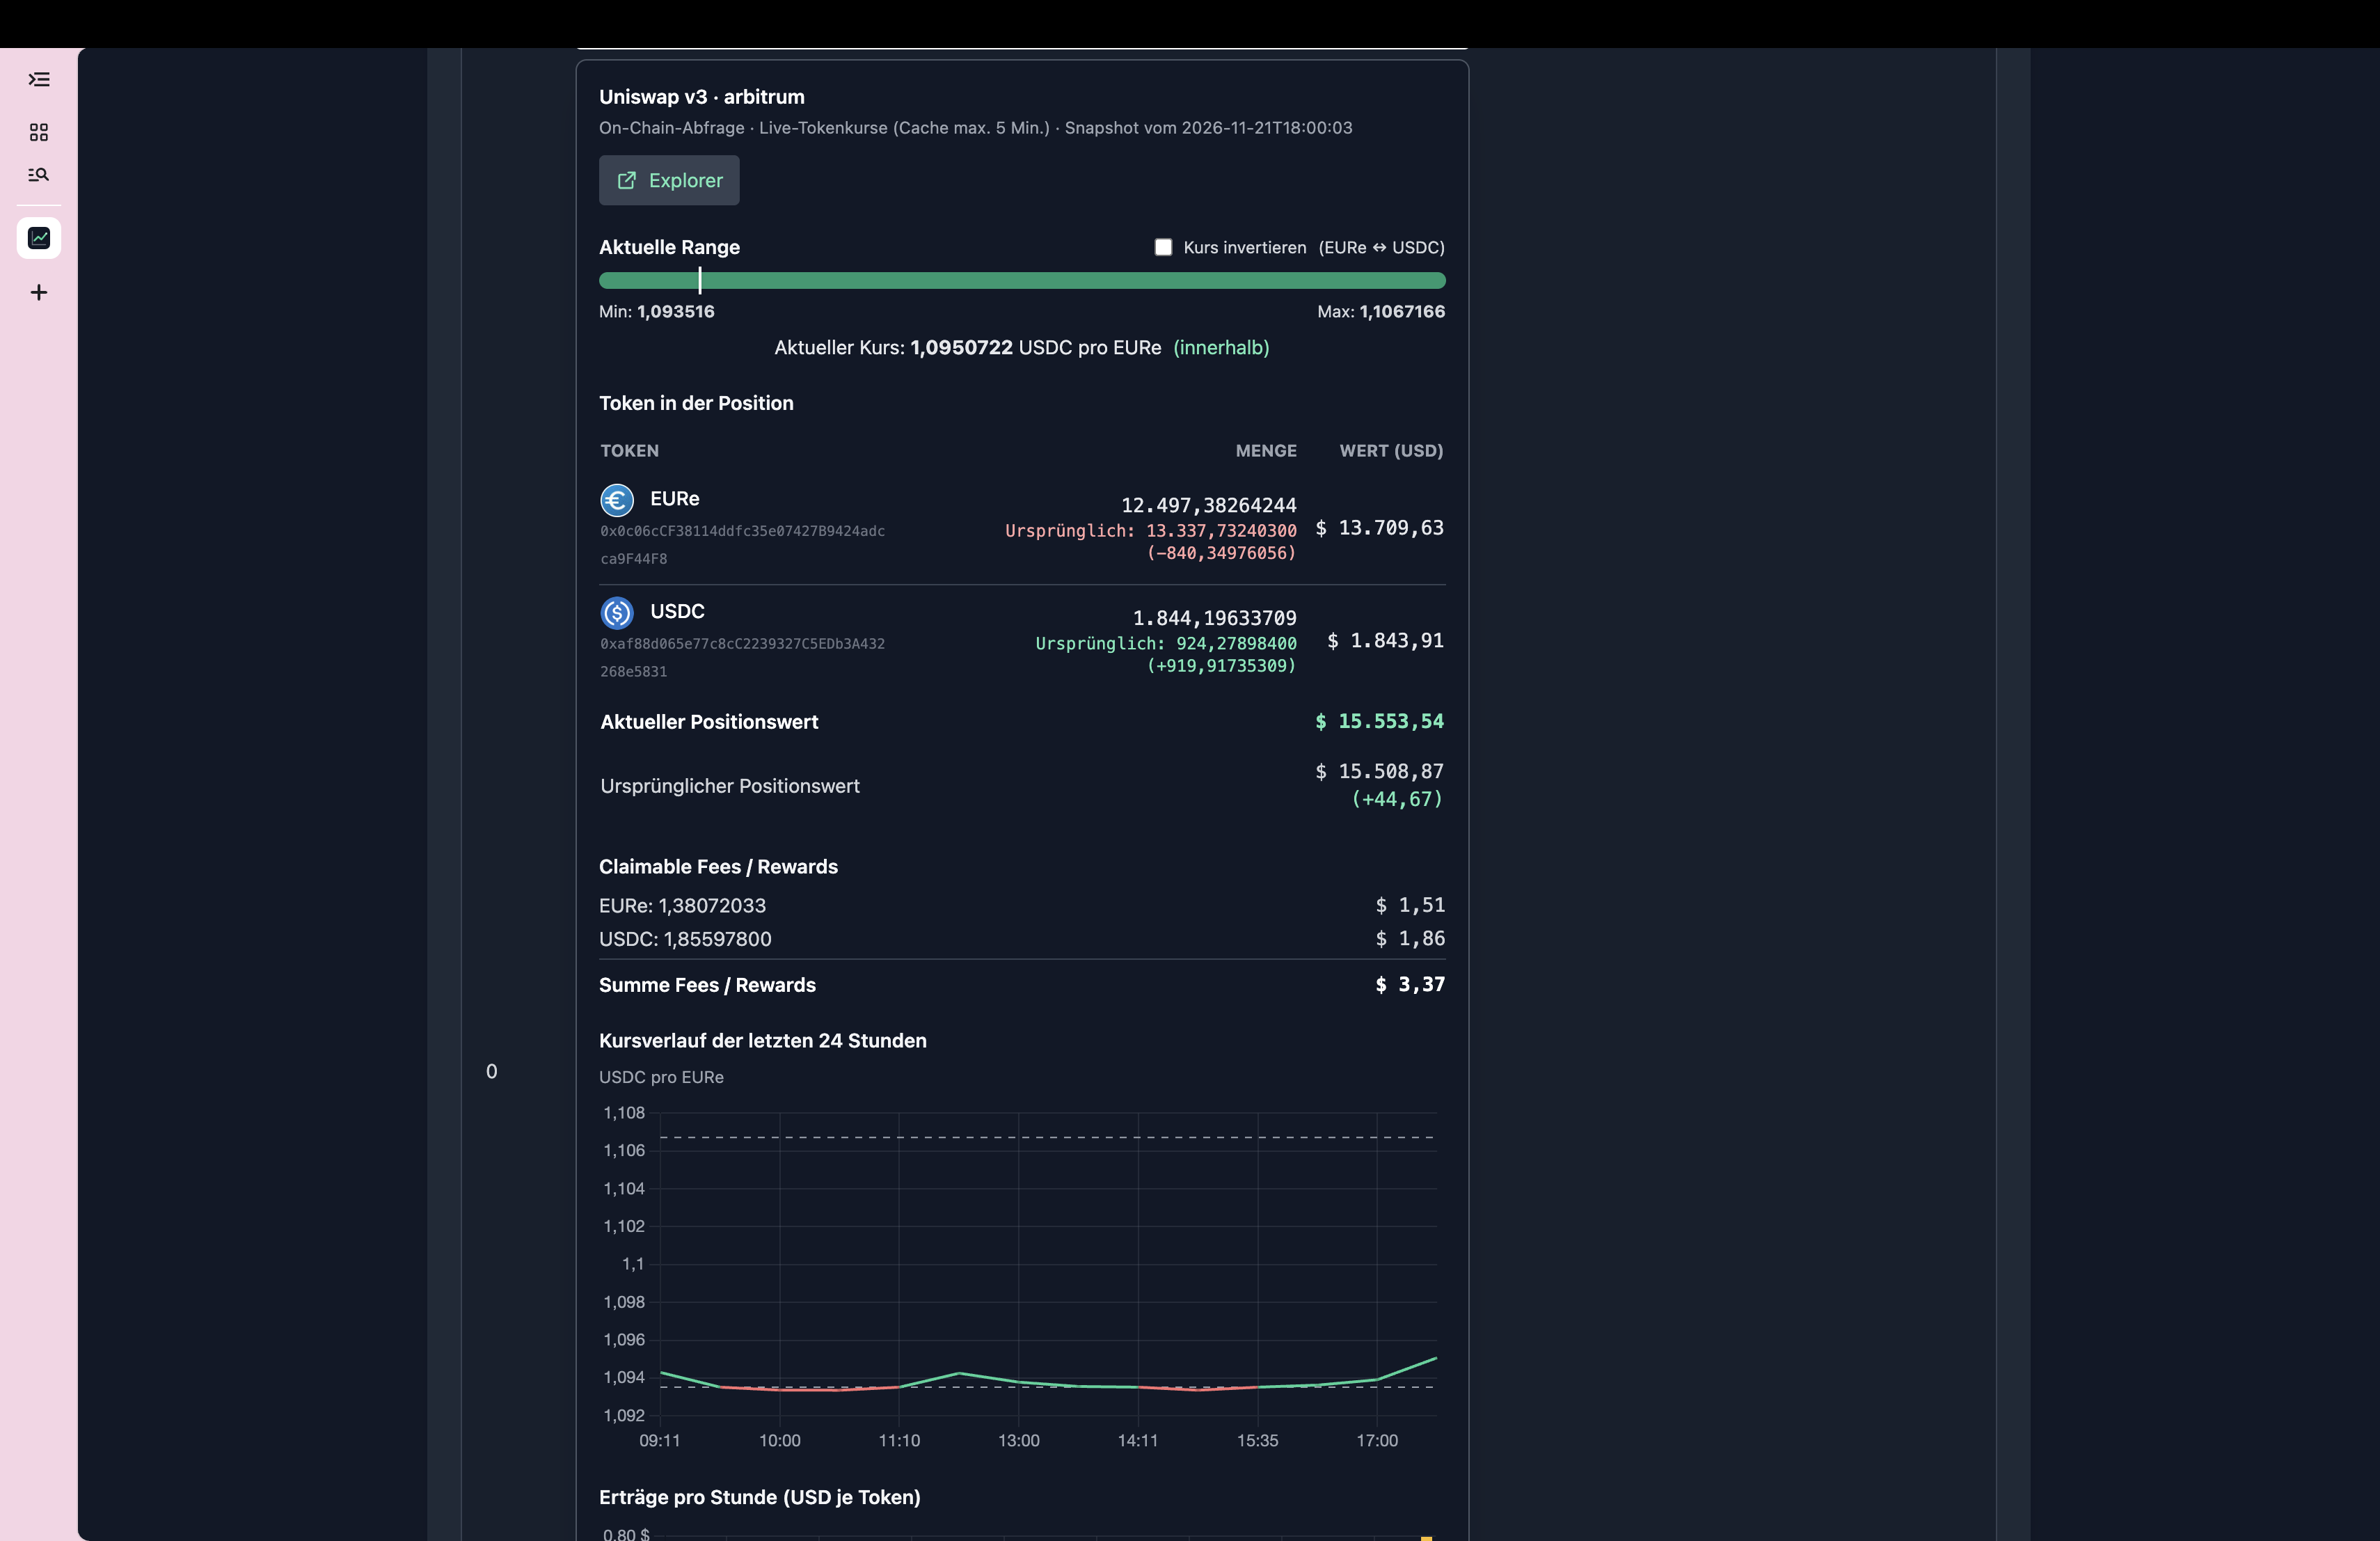 Uniswap v3 · arbitrum
On-Chain-Abfrage · Live-Tokenkurse (Cache max. 5 Min.) · Snapshot vom 2026-11-21T18:00:03
Explorer
Aktuelle Range
Kurs invertieren (EURe ↔ USDC)
Min: 1,093516
Max: 1,1067166
Aktueller Kurs: 1,0950722 USDC pro EURe (innerhalb)
Token in der Position
TOKEN MENGE WERT (USD)
EURe
0x0c06cCF38114ddfc35e07427B9424adc
ca9F44F8
12.497,38264244
Ursprünglich: 13.337,73240300
(−840,34976056)
$ 13.709,63
USDC
0xaf88d065e77c8cC2239327C5EDb3A432
268e5831
1.844,19633709
Ursprünglich: 924,27898400
(+919,91735309)
$ 1.843,91
Aktueller Positionswert $ 15.553,54
Ursprünglicher Positionswert $ 15.508,87
(+44,67)
Claimable Fees / Rewards
EURe: 1,38072033 $ 1,51
USDC: 1,85597800 $ 1,86
Summe Fees / Rewards $ 3,37
Kursverlauf der letzten 24 Stunden
0
USDC pro EURe
1,108
1,106
1,104
1,102
1,1
1,098
1,096
1,094
1,092
09:11 10:00 11:10 13:00 14:11 15:35 17:00
Erträge pro Stunde (USD je Token)
0.80 $